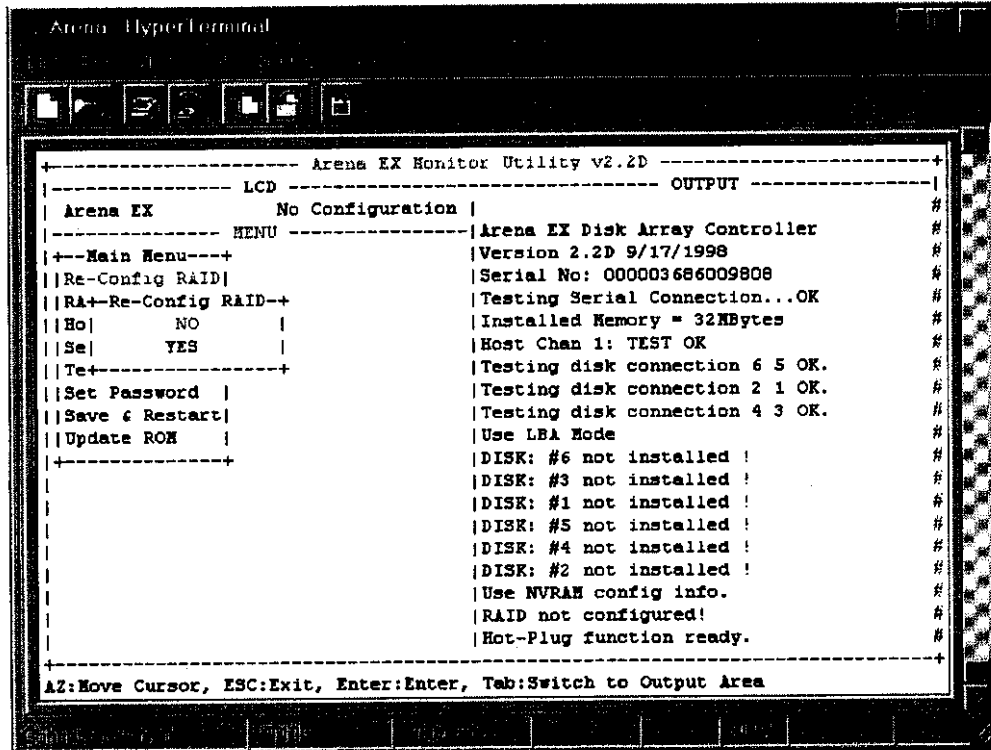 Arena HyperTerminal
+---------------------- Arena EX Monitor Utility v2.2D ------------------------+
|---------------- LCD ---------------------------------- OUTPUT ----------------|
| Arena EX No Configuration | #
|--------------- MENU ----------------|Arena EX Disk Array Controller #
|+--Main Menu---+ |Version 2.2D 9/17/1998 #
||Re-Config RAID| |Serial No: 000003686009808 #
||RA+-Re-Config RAID-+ |Testing Serial Connection...OK #
||Ho| NO | |Installed Memory = 32MBytes #
||Se| YES | |Host Chan 1: TEST OK #
||Te+----------------+ |Testing disk connection 6 5 OK. #
||Set Password | |Testing disk connection 2 1 OK. #
||Save & Restart| |Testing disk connection 4 3 OK. #
||Update ROM | |Use LBA Mode #
|+--------------+ |DISK: #6 not installed ! #
| |DISK: #3 not installed ! #
| |DISK: #1 not installed ! #
| |DISK: #5 not installed ! #
| |DISK: #4 not installed ! #
| |DISK: #2 not installed ! #
| |Use NVRAM config info. #
| |RAID not configured! #
| |Hot-Plug function ready. #
+------------------------------------------------------------------------------+
AZ:Move Cursor, ESC:Exit, Enter:Enter, Tab:Switch to Output Area